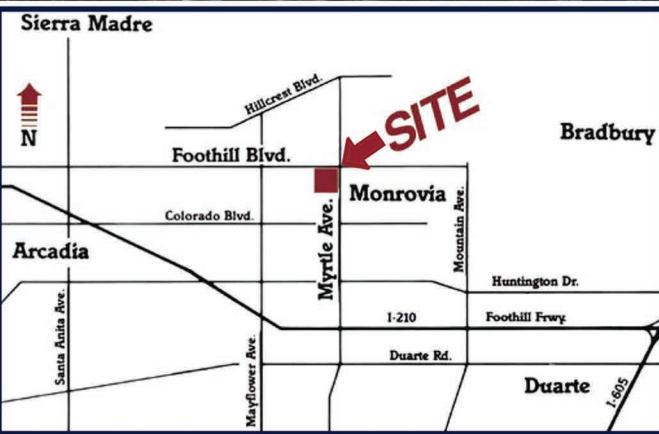 Sierra Madre
Hillcrest Blvd.
SITE
N
Bradbury
Foothill Blvd.
Monrovia
Colorado Blvd.
Myrtle Ave.
Mountain Ave.
Arcadia
Huntington Dr.
Santa Anita Ave.
I-210
Foothill Frwy.
Mayflower Ave.
Duarte Rd.
Duarte
I-605